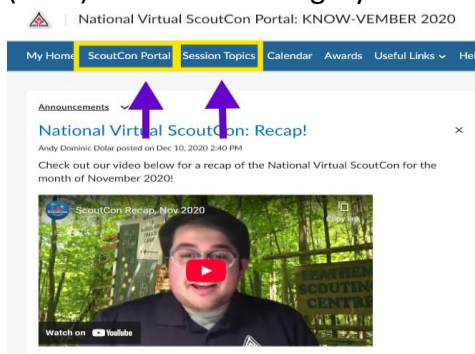 National Virtual ScoutCon Portal: KNOW-VEMBER 2020
My Home ScoutCon Portal Session Topics Calendar Awards Useful Links
Announcements
National Virtual ScoutCon: Recap!
Andy Dominic Dolar posted on Dec 10, 2020 2:40 PM
Check out our video below for a recap of the National Virtual ScoutCon for the
month of November 2020!
ScoutCon Recap, Nov 2020
Copy link
SCOUTING
CENTRE
Watch on YouTube